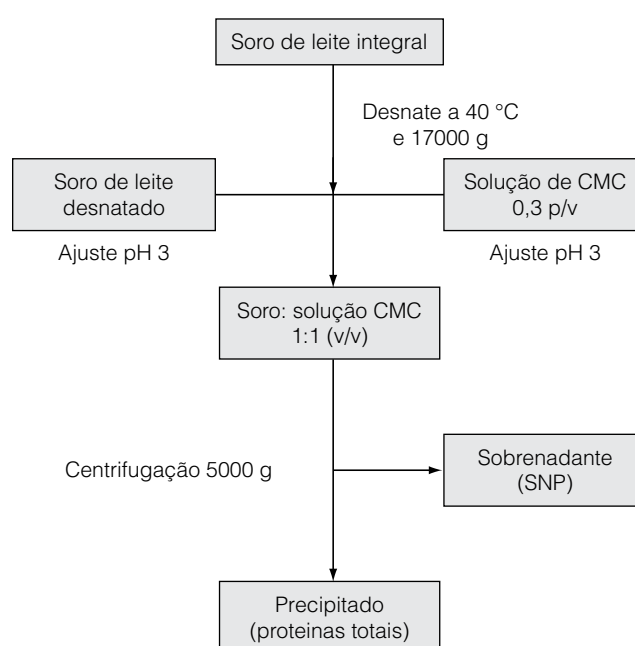 Soro de leite integral
Desnate a 40 °C
e 17000 g
Soro de leite
desnatado
Solução de CMC
0,3 p/v
Ajuste pH 3
Ajuste pH 3
Soro: solução CMC
1:1 (v/v)
Centrifugação 5000 g
Sobrenadante
(SNP)
Precipitado
(proteinas totais)